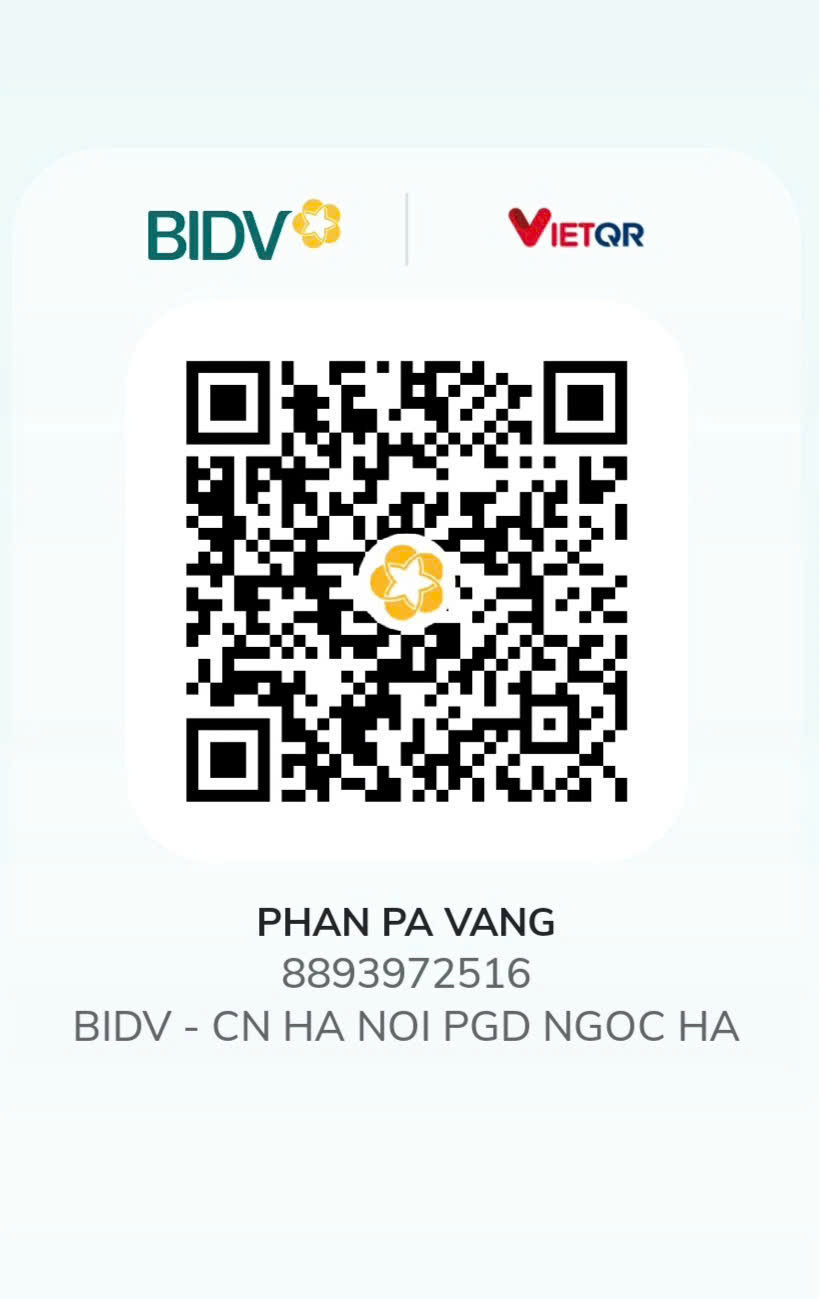 BIDV
VIETQR
PHAN PA VANG
8893972516
BIDV - CN HA NOI PGD NGOC HA